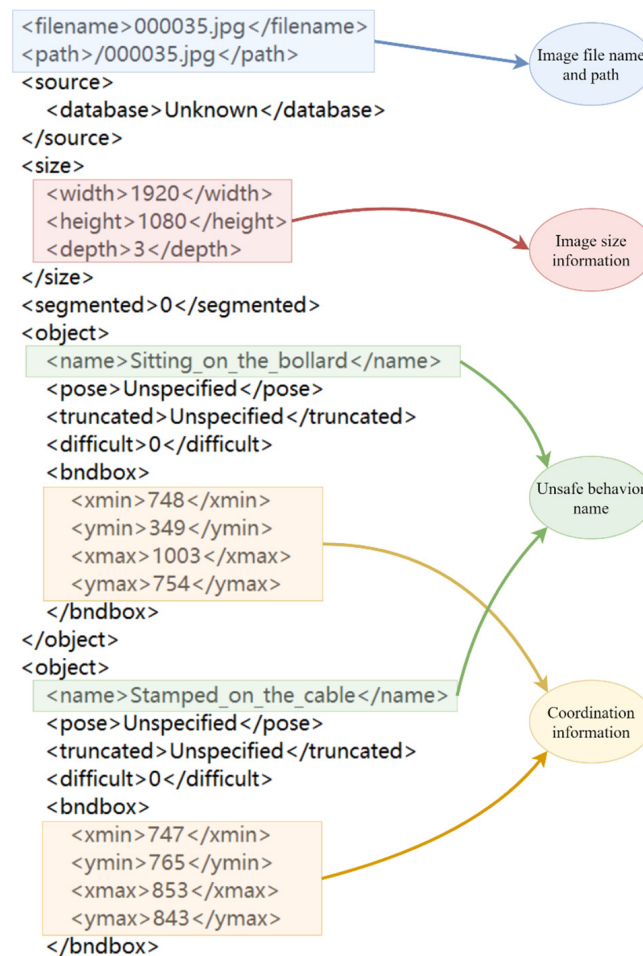 <filename>000035.jpg</filename>
<path>/000035.jpg</path>
<source>
<database>Unknown</database>
</source>
<size>
<width>1920</width>
<height>1080</height>
<depth>3</depth>
</size>
<segmented>0</segmented>
<object>
<name>Sitting_on_the_bollard</name>
<pose>Unspecified</pose>
<truncated>Unspecified</truncated>
<difficult>0</difficult>
<bndbox>
<xmin>748</xmin>
<ymin>349</ymin>
<xmax>1003</xmax>
<ymax>754</ymax>
</bndbox>
</object>
<object>
<name>Stamped_on_the_cable</name>
<pose>Unspecified</pose>
<truncated>Unspecified</truncated>
<difficult>0</difficult>
<bndbox>
<xmin>747</xmin>
<ymin>765</ymin>
<xmax>853</xmax>
<ymax>843</ymax>
</bndbox>
Image file name
and path
Image size
information
Unsafe behavior
name
Coordination
information